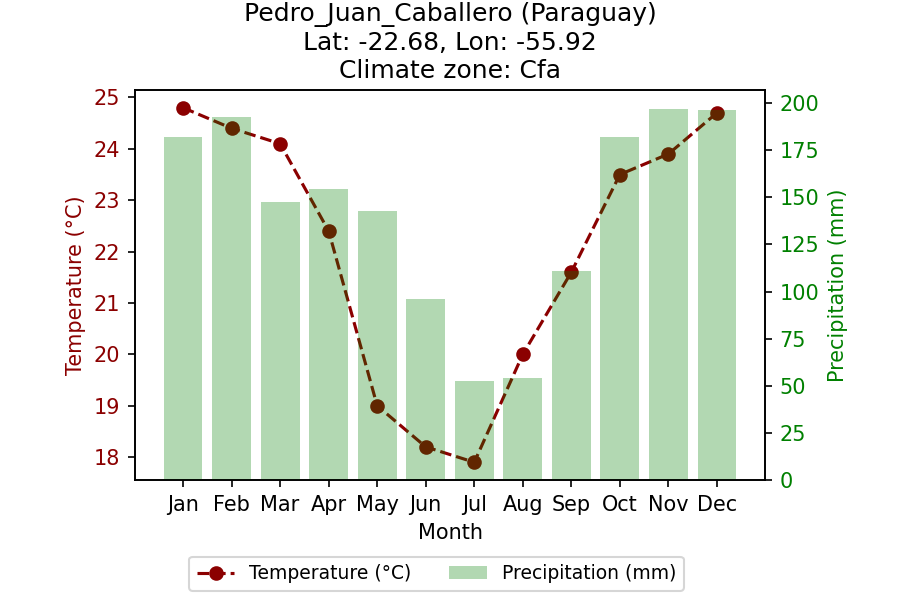 Pedro_Juan_Caballero (Paraguay)
Lat: -22.68, Lon: -55.92
Climate zone: Cfa
25
24
23
22
21
20
19
18
Temperature (°C)
200
175
150
125
100
75
50
25
0
Precipitation (mm)
Jan Feb Mar Apr May Jun Jul Aug Sep Oct Nov Dec
Month
Temperature (°C) Precipitation (mm)